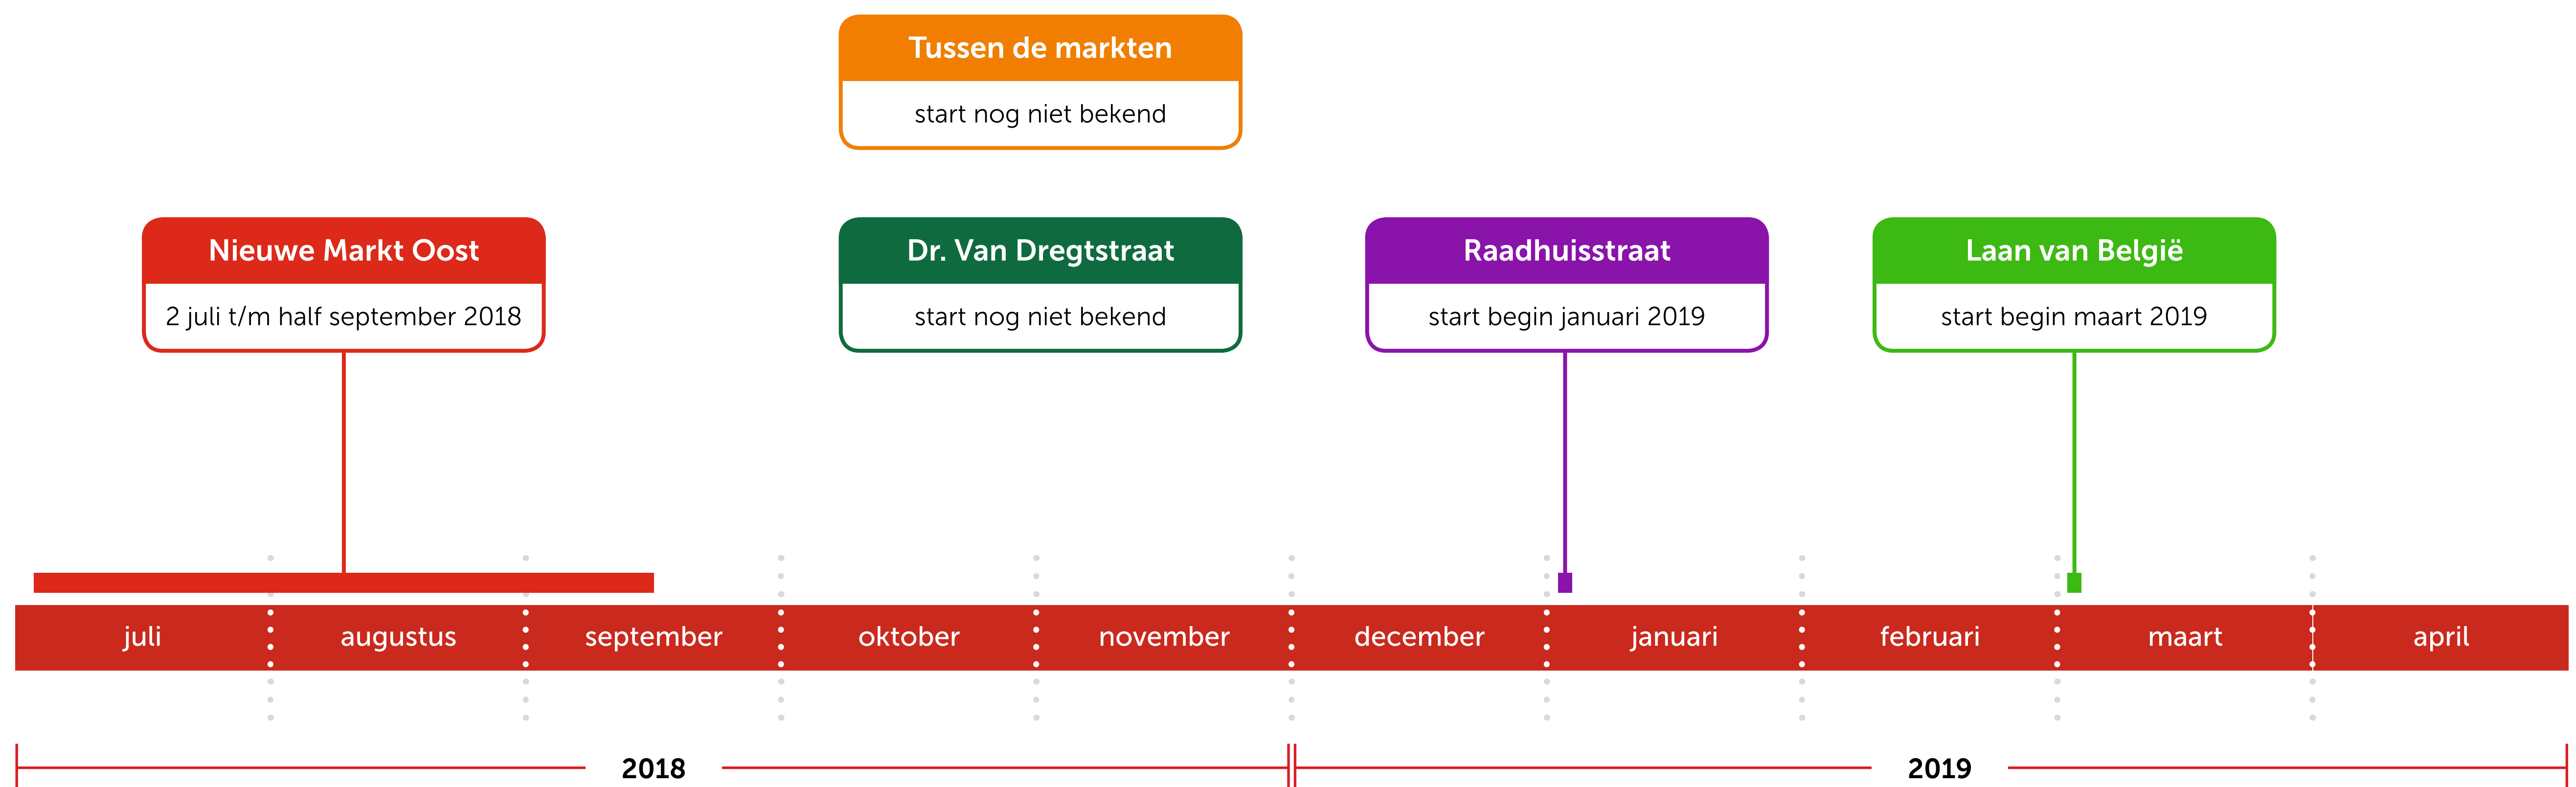 Tussen de markten
start nog niet bekend
Nieuwe Markt Oost
2 juli t/m half september 2018
Dr. Van Dregtstraat
start nog niet bekend
Raadhuisstraat
start begin januari 2019
Laan van België
start begin maart 2019
juli augustus september oktober november december januari februari maart april
2018 2019